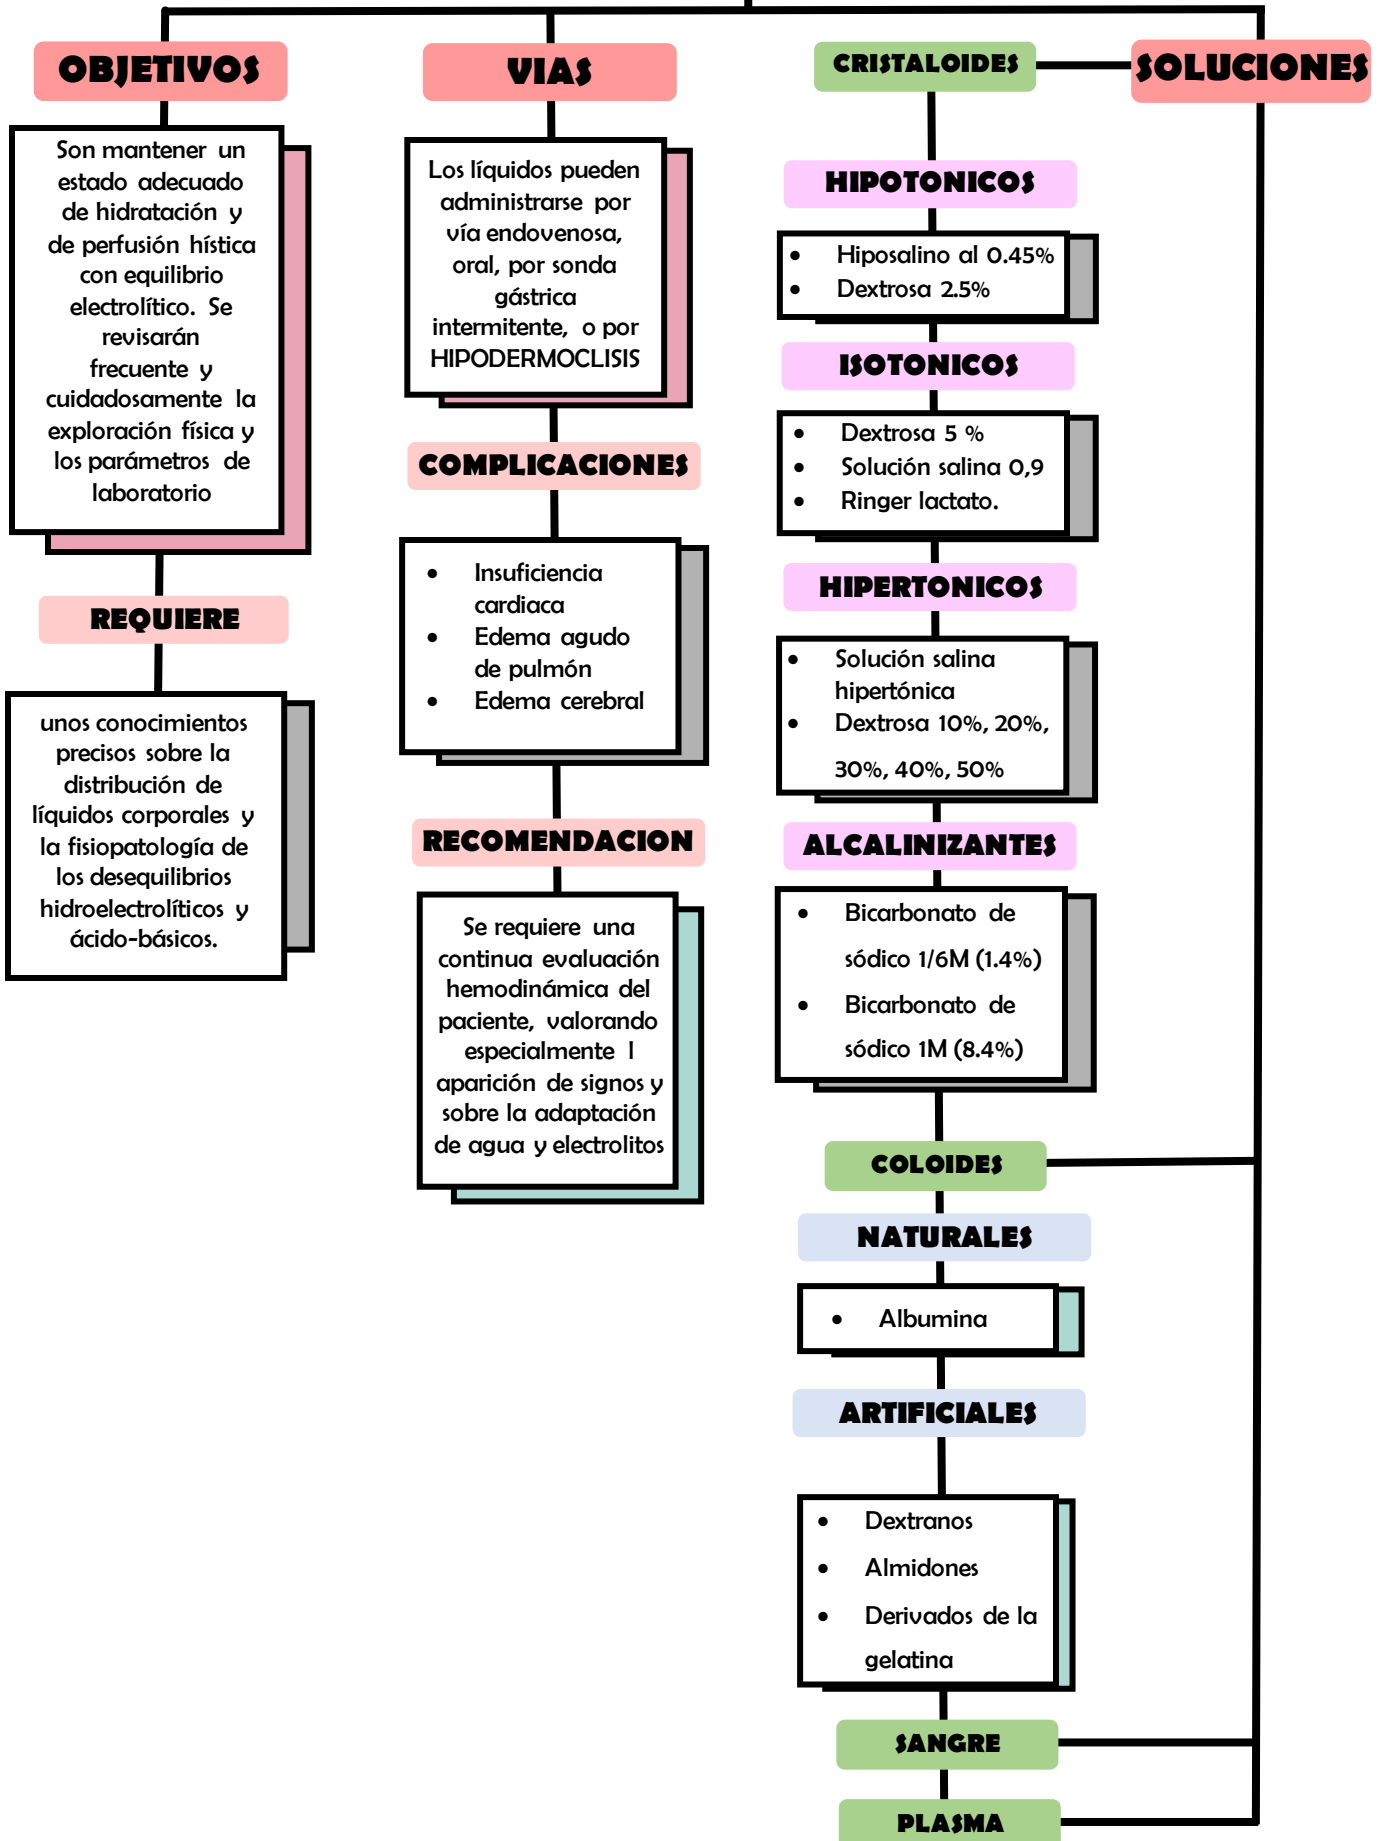 OBJETIVOS
Son mantener un
estado adecuado
de hidratación y
de perfusión hística
con equilibrio
electrolítico. Se
revisarán
frecuente y
cuidadosamente la
exploración física y
los parámetros de
laboratorio
REQUIERE
unos conocimientos
precisos sobre la
distribución de
líquidos corporales y
la fisiopatología de
los desequilibrios
hidroelectrolíticos y
ácido-básicos.
VIAS
Los líquidos pueden
administrarse por
vía endovenosa,
oral, por sonda
gástrica
intermitente, o por
HIPODERMOCLISIS
COMPLICACIONES
• Insuficiencia
cardiaca
• Edema agudo
de pulmón
• Edema cerebral
RECOMENDACION
Se requiere una
continua evaluación
hemodinámica del
paciente, valorando
especialmente l
aparición de signos y
sobre la adaptación
de agua y electrolitos
SOLUCIONES
CRISTALOIDES
HIPOTONICOS
• Hiposalino al 0.45%
• Dextrosa 2.5%
ISOTONICOS
• Dextrosa 5 %
• Solución salina 0,9
• Ringer lactato.
HIPERTONICOS
• Solución salina
hipertónica
• Dextrosa 10%, 20%,
30%, 40%, 50%
ALCALINIZANTES
• Bicarbonato de
sódico 1/6M (1.4%)
• Bicarbonato de
sódico 1M (8.4%)
COLOIDES
NATURALES
• Albumina
ARTIFICIALES
• Dextranos
• Almidones
• Derivados de la
gelatina
SANGRE
PLASMA